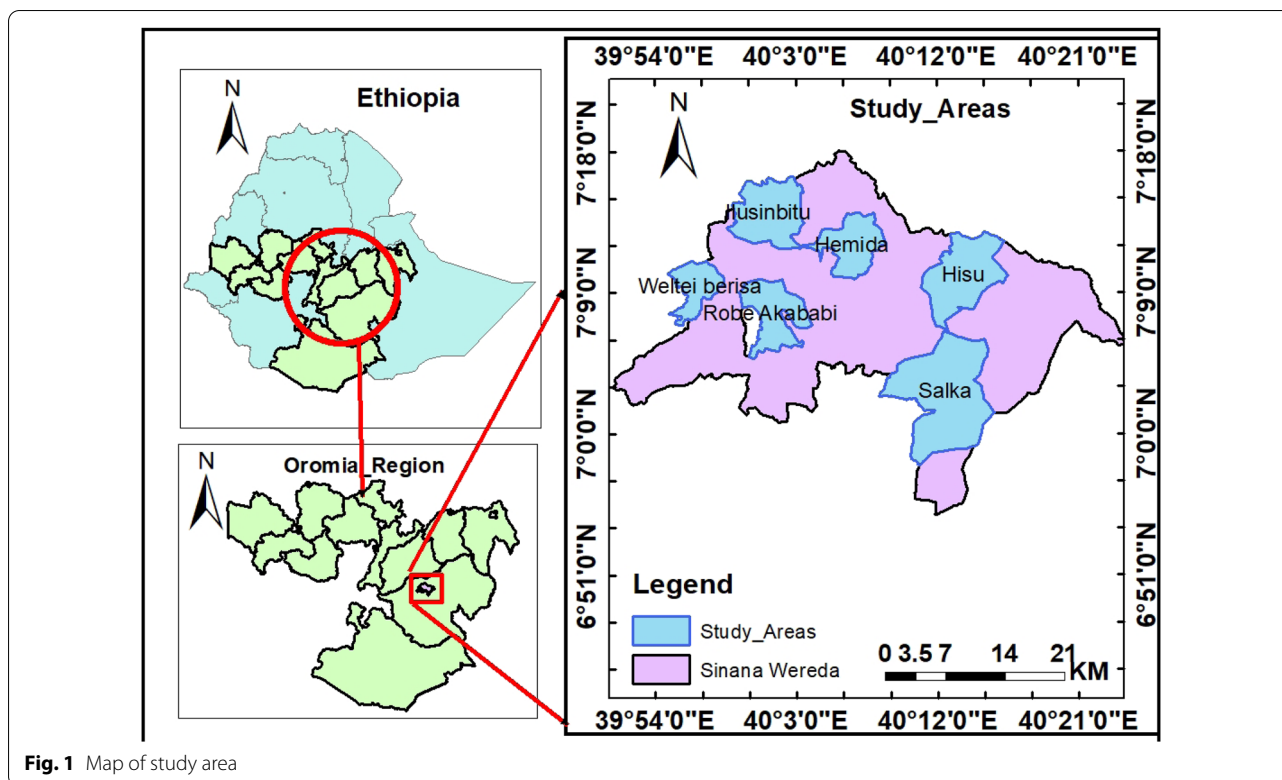 N
Ethiopia
N
Oromia_Region
39°54'0"E 40°3'0"E 40°12'0"E 40°21'0"E
N
Study_Areas
7°18'0"N
7°9'0"N
7°0'0"N
6°51'0"N
7°18'0"N
7°9'0"N
7°0'0"N
6°51'0"N
Hemida
Hisu
Weltei berisa
Robe Akababi
Salka
Legend
Study_Areas
Sinana Wereda
0 3.5 7 14 21
KM
39°54'0"E 40°3'0"E 40°12'0"E 40°21'0"E
Fig. 1 Map of study area